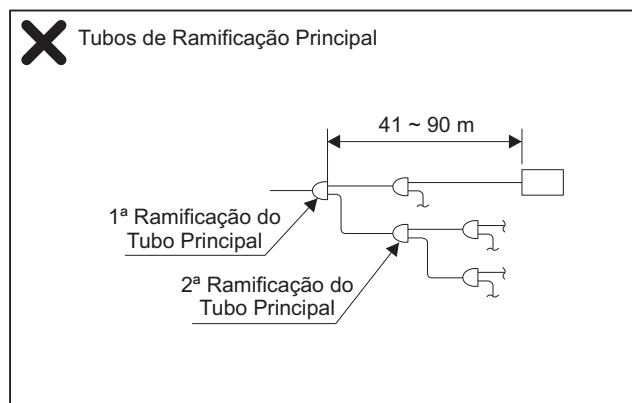 Tubos de Ramificação Principal
41 ~ 90 m
1ª Ramificação do
Tubo Principal
2ª Ramificação do
Tubo Principal